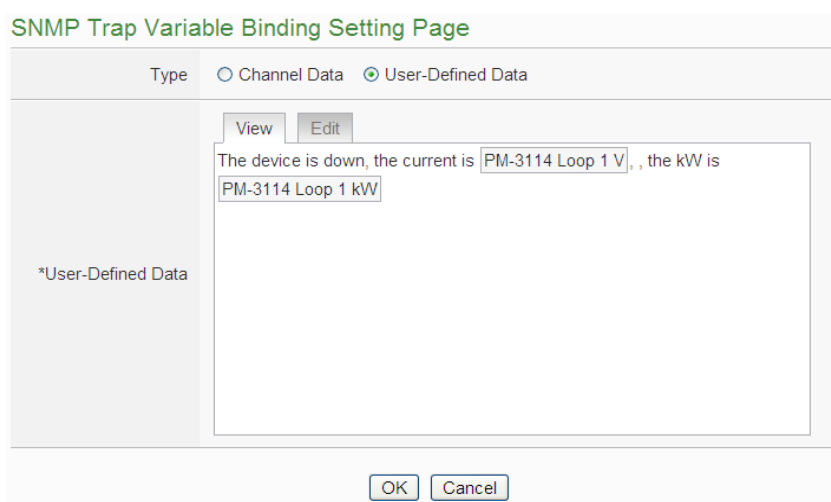 SNMP Trap Variable Binding Setting Page
Type Channel Data User-Defined Data
View Edit
The device is down, the current is PM-3114 Loop 1 V, , the kW is
PM-3114 Loop 1 kW
*User-Defined Data
OK Cancel